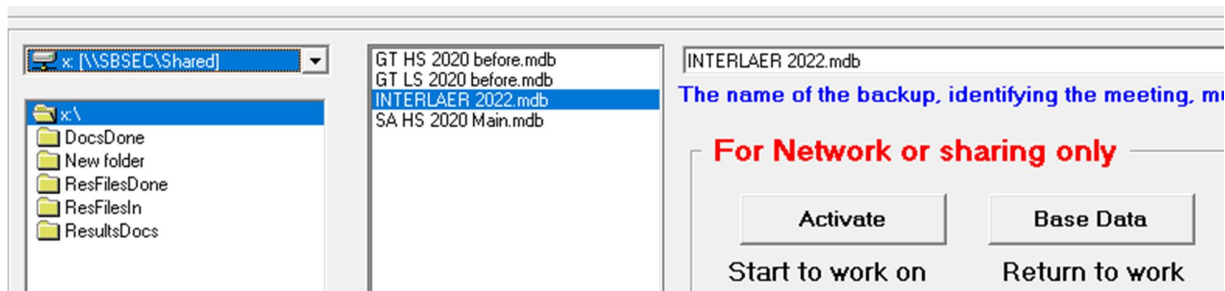 x: [\\SBSEC\Shared]
x:\
DocsDone
New folder
ResFilesDone
ResFilesIn
ResultsDocs
GT HS 2020 before.mdb
GT LS 2020 before.mdb
INTERLAER 2022.mdb
SA HS 2020 Main.mdb
INTERLAER 2022.mdb
The name of the backup, identifying the meeting,
For Network or sharing only
Activate
Base Data
Start to work on
Return to work